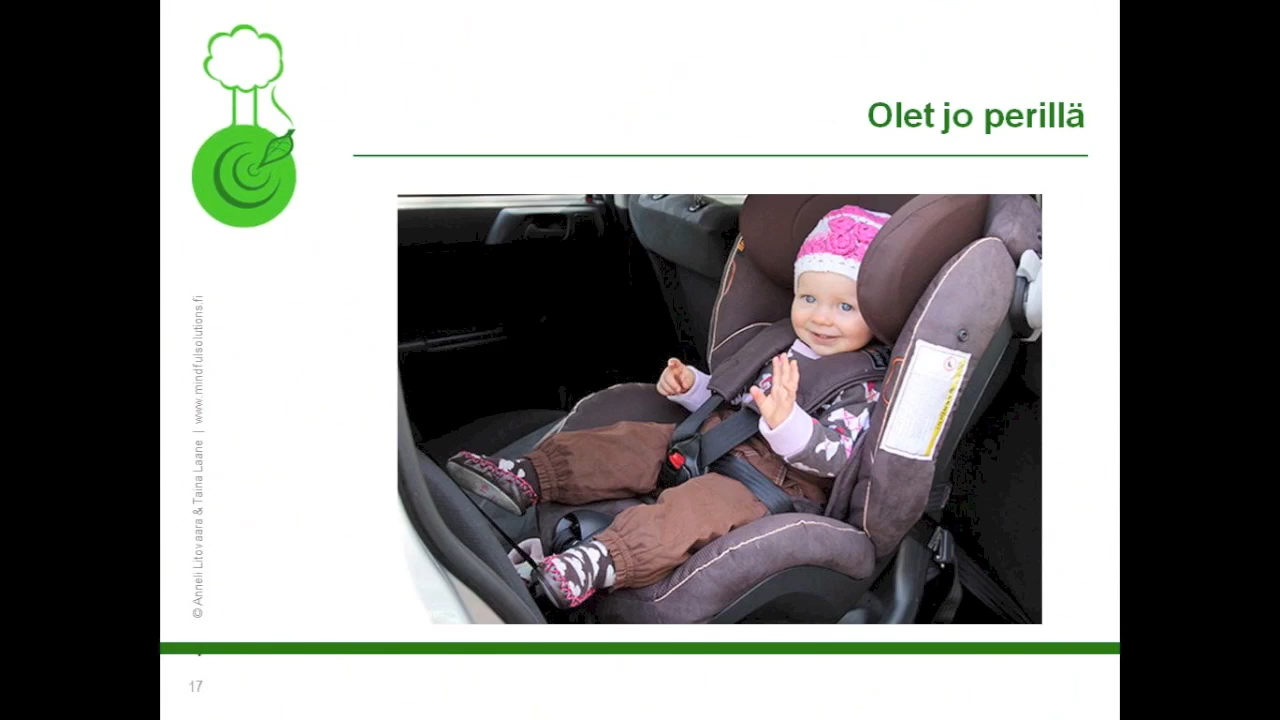 Olet jo perillä
© Anneli Litovaara & Taina Laane | www.mindfulsolutions.fi
17